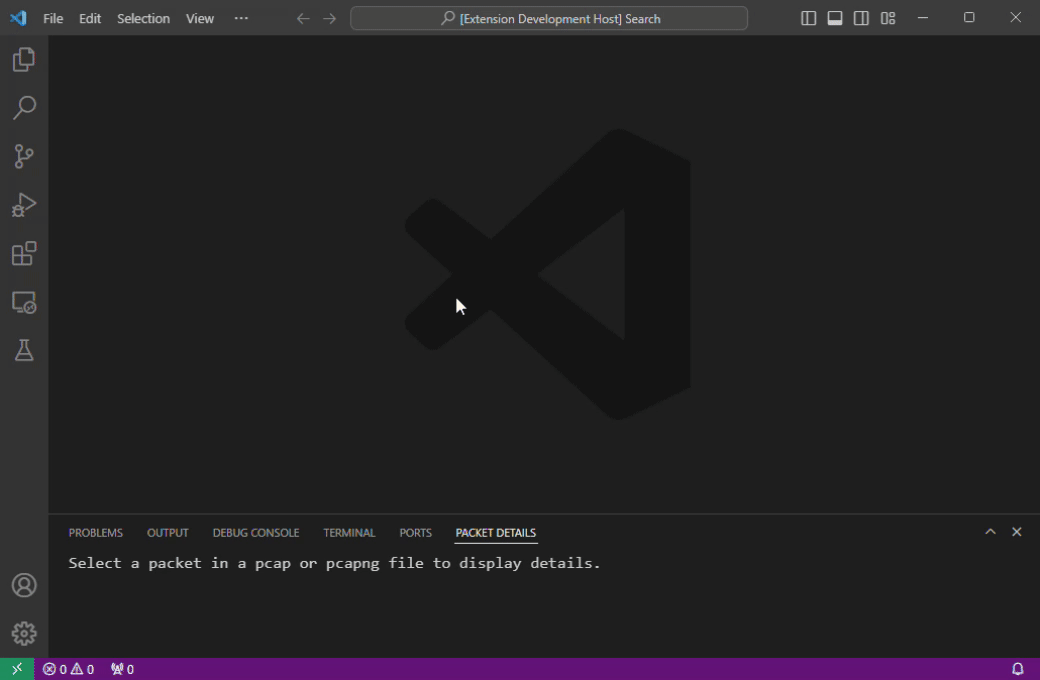 File Edit Selection View ··· [Extension Development Host] Search
PROBLEMS OUTPUT DEBUG CONSOLE TERMINAL PORTS PACKET DETAILS
Select a packet in a pcap or pcapng file to display details.
0 0 0